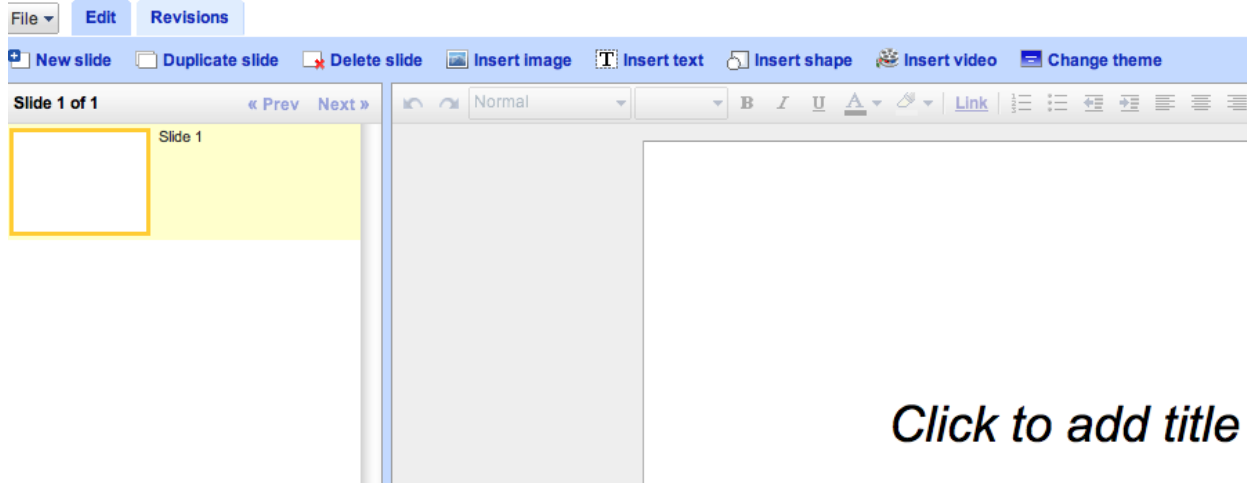 File Edit Revisions
New slide Duplicate slide Delete slide Insert image T Insert text Insert shape Insert video Change theme
Slide 1 of 1 « Prev Next » Normal B I U A Link
Slide 1
Click to add title